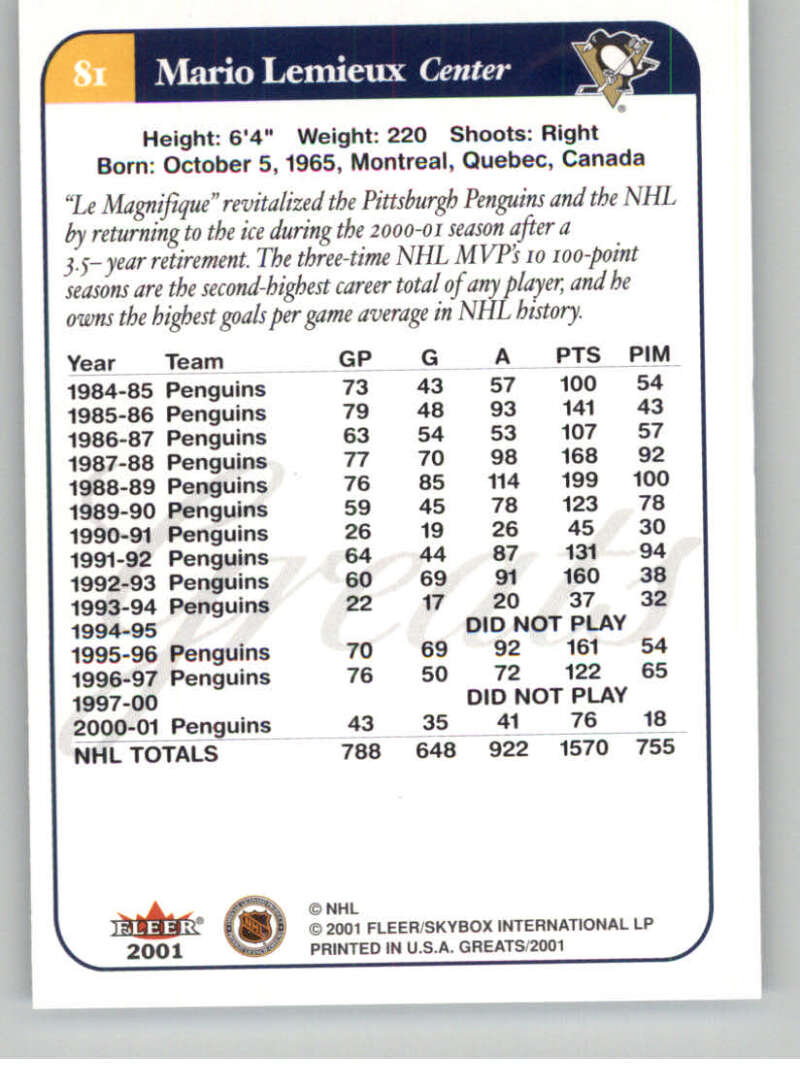 81 Mario Lemieux Center
Height: 6'4" Weight: 220 Shoots: Right
Born: October 5, 1965, Montreal, Quebec, Canada
"Le Magnifique" revitalized the Pittsburgh Penguins and the NHL
by returning to the ice during the 2000-01 season after a
3.5–year retirement. The three-time NHL MVP's 10 100-point
seasons are the second-highest career total of any player, and he
owns the highest goals per game average in NHL history.
Year Team GP G A PTS PIM
1984-85 Penguins 73 43 57 100 54
1985-86 Penguins 79 48 93 141 43
1986-87 Penguins 63 54 53 107 57
1987-88 Penguins 77 70 98 168 92
1988-89 Penguins 76 85 114 199 100
1989-90 Penguins 59 45 78 123 78
1990-91 Penguins 26 19 26 45 30
1991-92 Penguins 64 44 87 131 94
1992-93 Penguins 60 69 91 160 38
1993-94 Penguins 22 17 20 37 32
1994-95 DID NOT PLAY
1995-96 Penguins 70 69 92 161 54
1996-97 Penguins 76 50 72 122 65
1997-00 DID NOT PLAY
2000-01 Penguins 43 35 41 76 18
NHL TOTALS 788 648 922 1570 755
Greats
FLEER®
2001
NHL
© NHL
© 2001 FLEER/SKYBOX INTERNATIONAL LP
PRINTED IN U.S.A. GREATS/2001